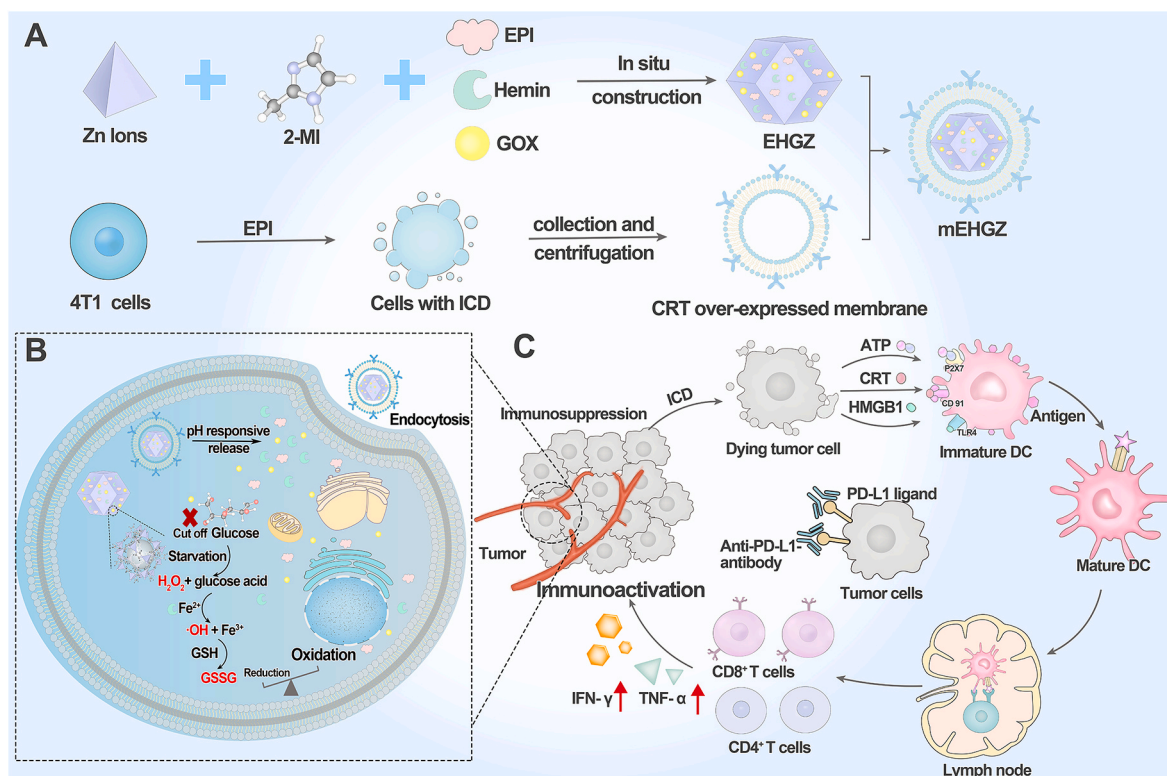 A
Zn Ions
2-MI
EPI
Hemin
GOX
In situ
construction
EHGZ
mEHGZ
4T1 cells
EPI
Cells with ICD
collection and
centrifugation
CRT over-expressed membrane
B
Endocytosis
pH responsive
release
Cut off Glucose
Starvation
H₂O₂+ glucose acid
Fe²⁺
·OH + Fe³⁺
GSH
GSSG
Reduction
Oxidation
C
Immunosuppression
Tumor
ICD
Dying tumor cell
ATP
CRT
HMGB1
P2X7
CD 91
TLR4
Immature DC
Antigen
Mature DC
PD-L1 ligand
Anti-PD-L1-
antibody
Tumor cells
Immunoactivation
IFN- γ
TNF- α
CD8⁺ T cells
CD4⁺ T cells
Lymph node